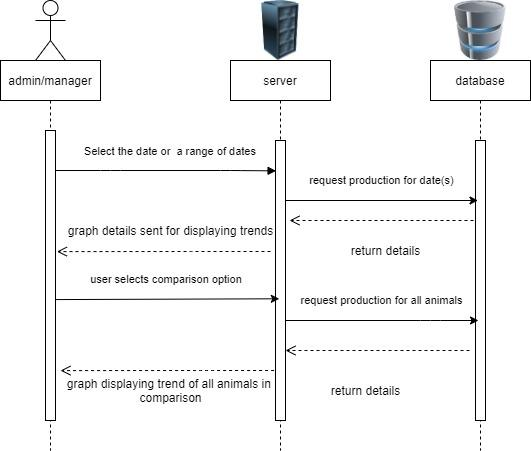 admin/manager
server
database
Select the date or a range of dates
request production for date(s)
graph details sent for displaying trends
return details
user selects comparison option
request production for all animals
graph displaying trend of all animals in
comparison
return details